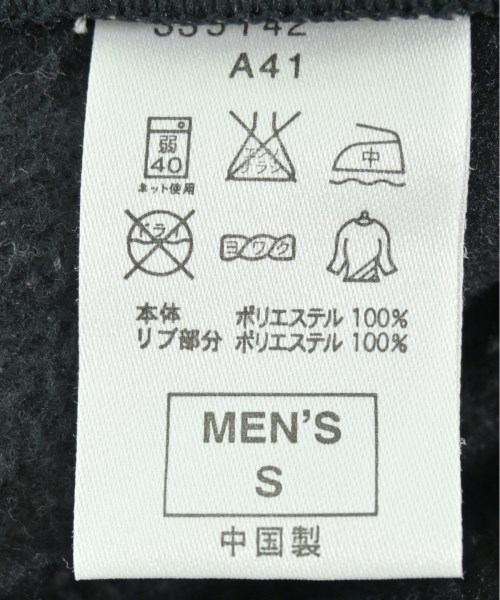 A41
弱
40
ネット使用
エンソ
ブラシ
中
ドライ
ヨワク
本体 ポリエステル 100%
リブ部分 ポリエステル 100%
MEN'S
S
中国製